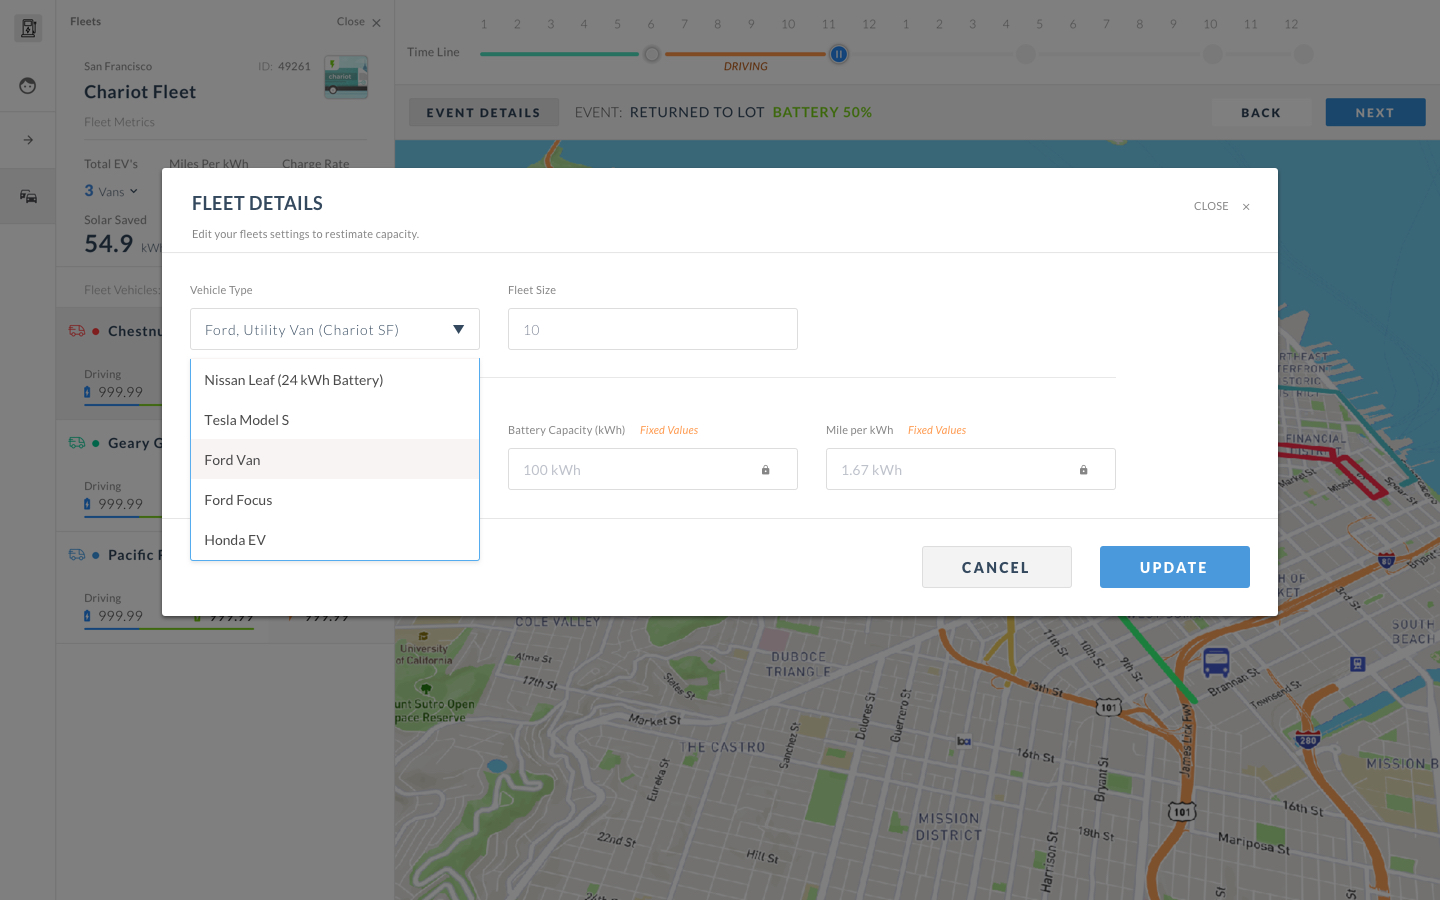 Fleets
Close ×
1 2 3 4 5 6 7 8 9 10 11 12 1 2 3 4 5 6 7 8 9 10 11 12
Time Line
DRIVING
San Francisco
ID: 49261
chariot
Chariot Fleet
Fleet Metrics
EVENT DETAILS
EVENT: RETURNED TO LOT BATTERY 50%
BACK
NEXT
Total EV's
Miles Per kWh
Charge Rate
3 Vans
Solar Saved
54.9
Fleet Vehicles:
Driving
999.99
Geary G
Driving
999.99
Pacific
Driving
999.99
999.99
999.99
FLEET DETAILS
Edit your fleets settings to restimate capacity.
CLOSE ×
Vehicle Type
Ford, Utility Van (Chariot SF)
Fleet Size
10
Nissan Leaf (24 kWh Battery)
Tesla Model S
Ford Van
Ford Focus
Honda EV
Battery Capacity (kWh) Fixed Values
100 kWh
Mile per kWh Fixed Values
1.67 kWh
CANCEL
UPDATE
FINANCIAL
Market St
Spear St
Bryant
3rd St
SOUTH
BEACH
COLE VALLEY
University
of California
Alma St
17th St
DUBOCE
TRIANGLE
States St
11th St
10th St
9th St
13th St
Brannan St
Townsend St
unt Sutro Open
pace Reserve
Market St
THE CASTRO
Sanchez St
Dolores St
Guerrero St
101
James Lick Fwy
280
MISSION B
16th St
Bryant St
Eureka St
MISSION
DISTRICT
101
16th St
22nd St
Hill St
Harrison St
18th St
Mariposa St